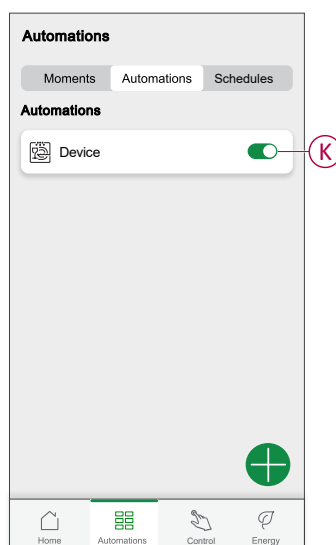 Automations
Moments Automations Schedules
Automations
Device
K
Home Automations Control Energy